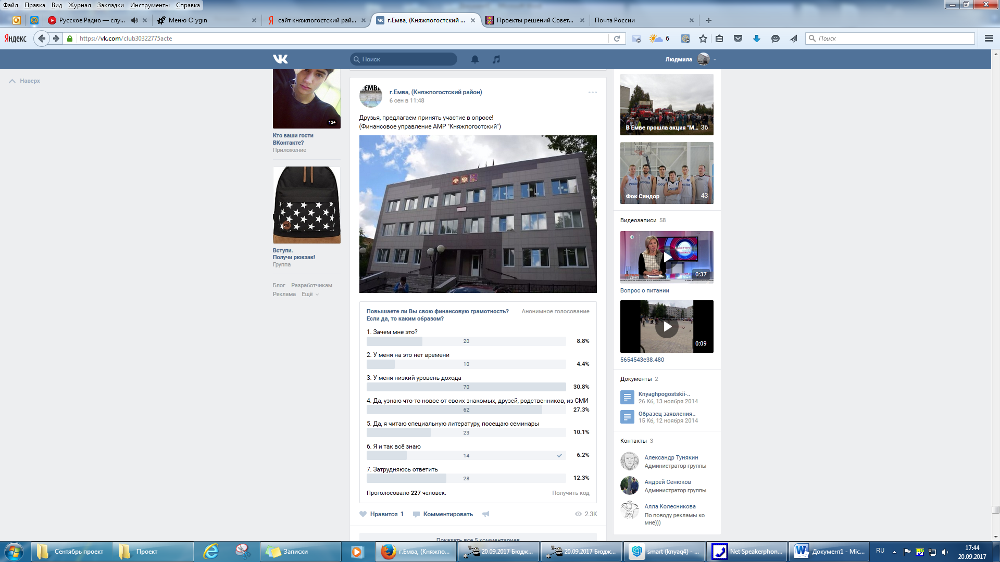 Файл Правка Вид Журнал Закладки Инструменты Справка
Русское Радио — слу...
Меню © ygin
сайт княжпогостский рай...
г.Емва, (Княжпогостский ...
Проекты решений Совет...
Почта России
Яндекс
https://vk.com/club30322775acte
6
Поиск
Поиск
Людмила
Наверх
12+
Кто ваши гости
ВКонтакте?
Приложение
Вступи.
Получи рюкзак!
Группа
Блог Разработчикам
Реклама Ещё
г.Емва, (Княжпогостский район)
6 сен в 11:48
Друзья, предлагаем принять участие в опросе!
(Финансовое управление АМР "Княжпогостский")
Повышаете ли Вы свою финансовую грамотность?
Если да, то каким образом?
Анонимное голосование
1. Зачем мне это?
20 8.8%
2. У меня на это нет времени
10 4.4%
3. У меня низкий уровень дохода
70 30.8%
4. Да, узнаю что-то новое от своих знакомых, друзей, родственников, из СМИ
62 27.3%
5. Да, я читаю специальную литературу, посещаю семинары
23 10.1%
6. Я и так всё знаю
14 6.2%
7. Затрудняюсь ответить
28 12.3%
Проголосовало 227 человек.
Получить код
Нравится 1 Комментировать 2.3K
Показать все 5 комментариев
В Емве прошла акция "М... 36
Фок Синдор 43
Видеозаписи 58
0:37
Вопрос о питании
0:09
5654543e38.480
Документы 2
Knyaghpogostskii-..
26 Кб, 13 ноября 2014
Образец заявления..
15 Кб, 12 ноября 2014
Контакты 3
Александр Тунякин
Администратор группы
Андрей Сенюков
Администратор группы
Алла Колесникова
По поводу рекламы ко
мне)))
Сентябрь проект
Проект
Записки
г.Емва, (Княжпо...
20.09.2017 Бюдж...
20.09.2017 Бюдж...
smart (knyag4) - ...
Net Speakerphon...
Документ1 - Mic...
RU
17:44
20.09.2017